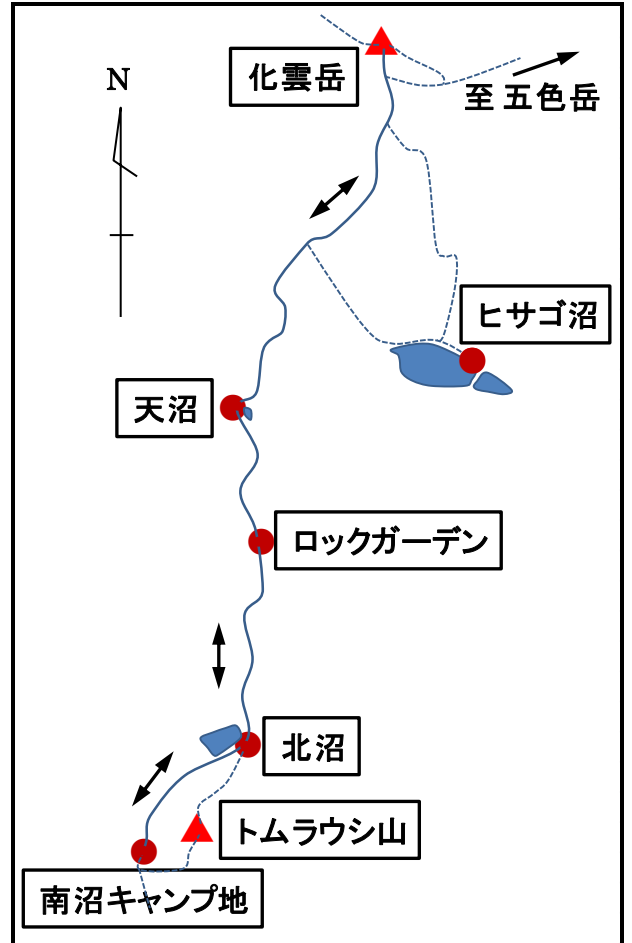 化雲岳
N
至 五色岳
ヒサゴ沼
天沼
ロックガーデン
北沼
トムラウシ山
南沼キャンプ地